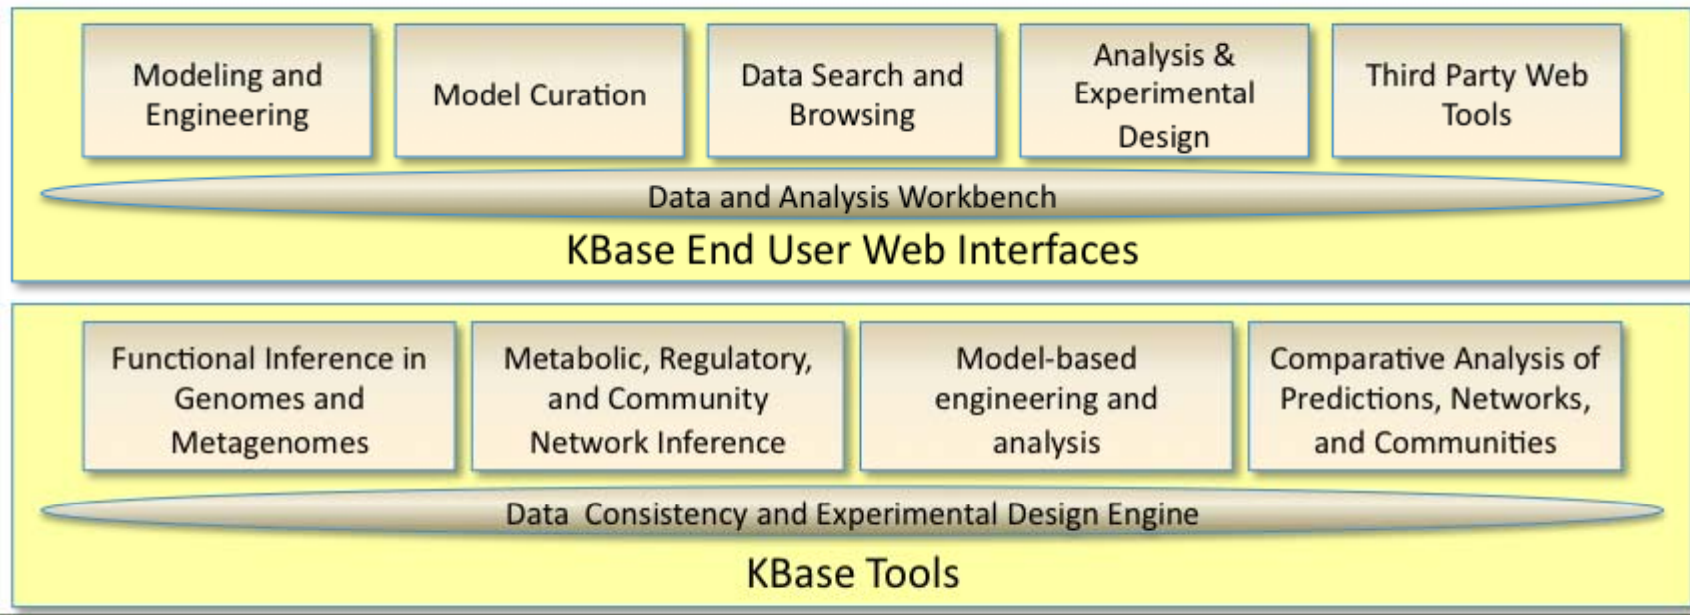 Modeling and
Engineering
Model Curation
Data Search and
Browsing
Analysis &
Experimental
Design
Third Party Web
Tools
Data and Analysis Workbench
KBase End User Web Interfaces
Functional Inference in
Genomes and
Metagenomes
Metabolic, Regulatory,
and Community
Network Inference
Model-based
engineering and
analysis
Comparative Analysis of
Predictions, Networks,
and Communities
Data Consistency and Experimental Design Engine
KBase Tools